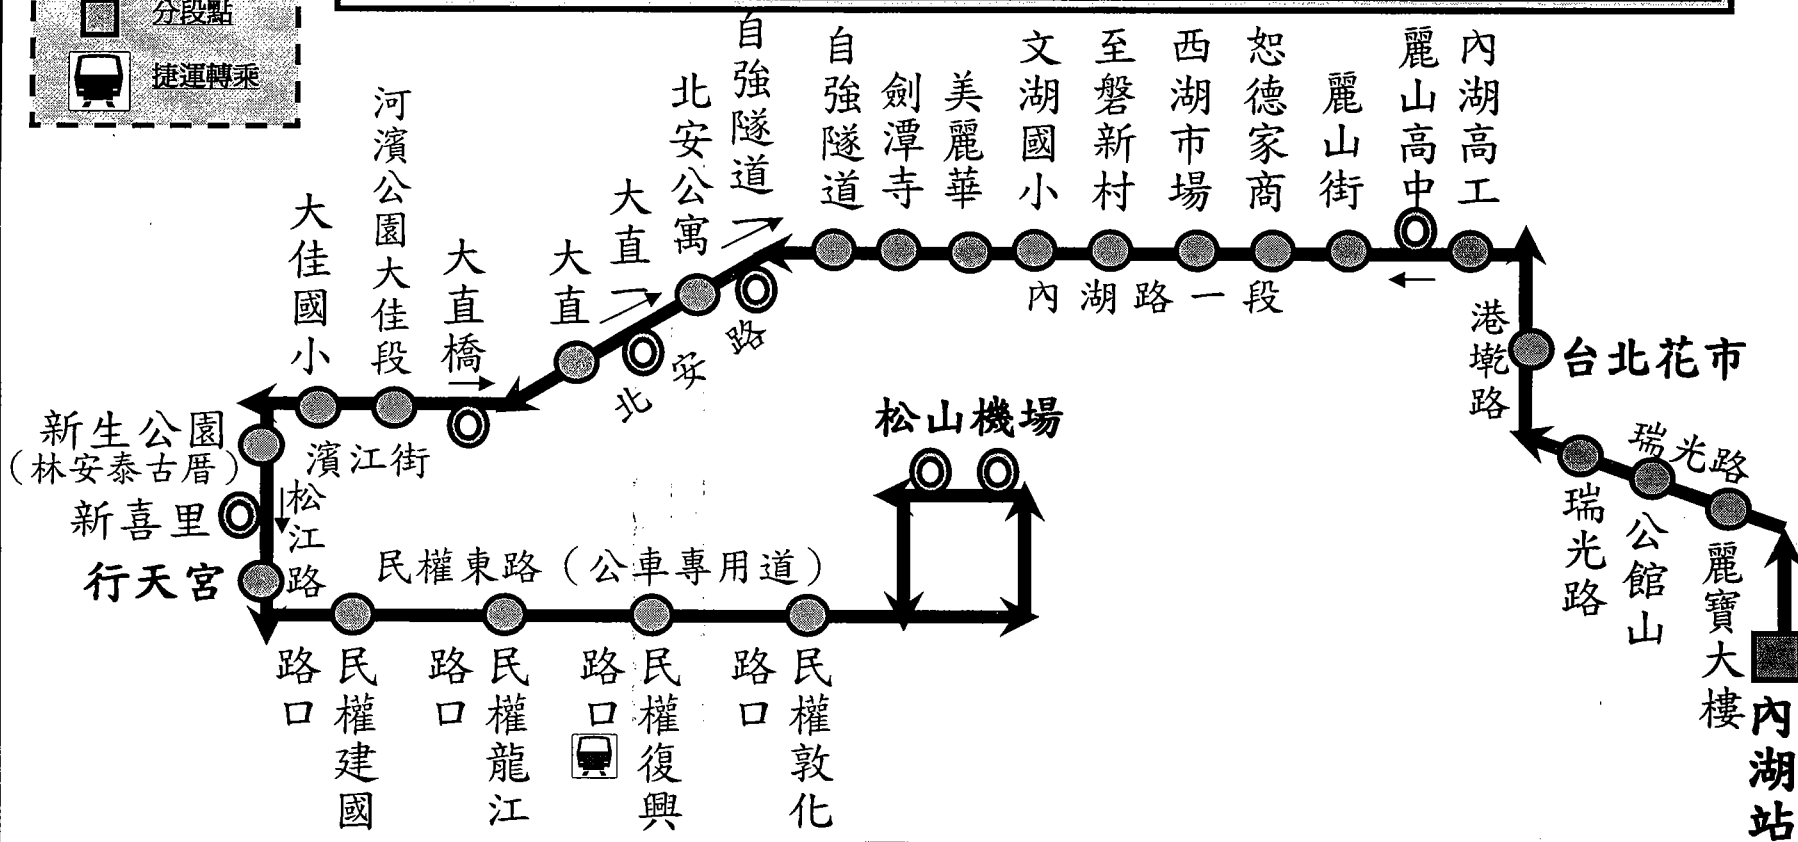 分段點
捷運轉乘
大佳國小
河濱公園大佳段
大直橋
大直
大直
北安公寓
自強隧道
自強隧道
劍潭寺
美麗華
文湖國小
至磐新村
西湖市場
恕德家商
麗山街
麗山高中
內湖高工
內湖路一段
北安路
港墘路
台北花市
瑞光路
瑞光路
公館山
麗寶大樓
內湖站
松山機場
新生公園
(林安泰古厝)
濱江街
新喜里
松江路
行天宮
民權東路(公車專用道)
民權建國
路口
民權龍江
路口
民權復興
路口
民權敦化
路口